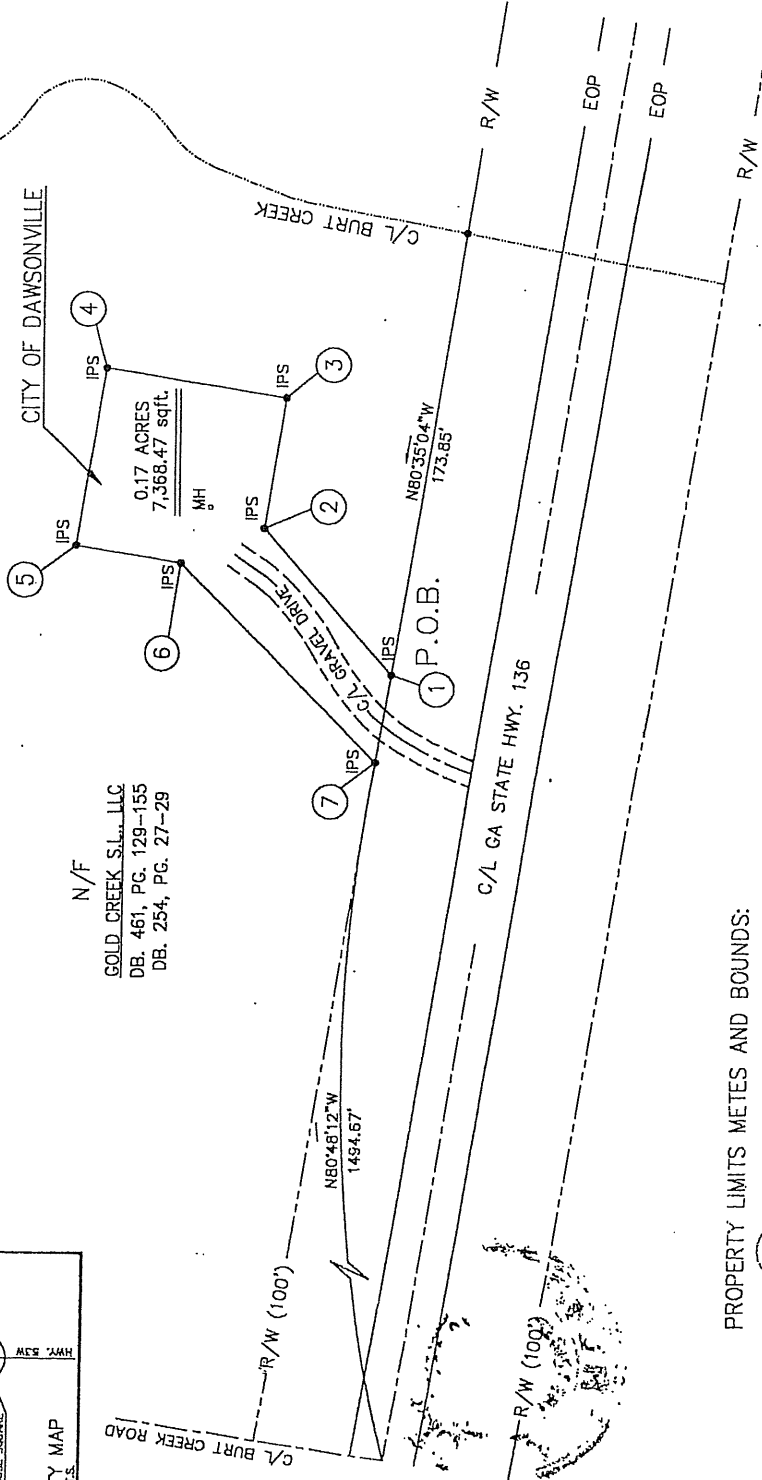 CITY OF DAWSONVILLE
C/L BURT CREEK
R/W
EOP
EOP
R/W
4
IPS
3
IPS
0.17 ACRES
7,368.47 sqft.
MH
5
IPS
2
IPS
6
IPS
N80°35'04"W
173.85'
C/L GRAVEL DRIVE
IPS
1
P.O.B.
7
IPS
C/L GA STATE HWY. 136
N/F
GOLD CREEK S.L., LLC
DB. 461, PG. 129-155
DB. 254, PG. 27-29
N80°48'12"W
1494.67'
R/W (100')
R/W (100')
C/L BURT CREEK ROAD
HWY. 53W
Y MAP
PROPERTY LIMITS METES AND BOUNDS: